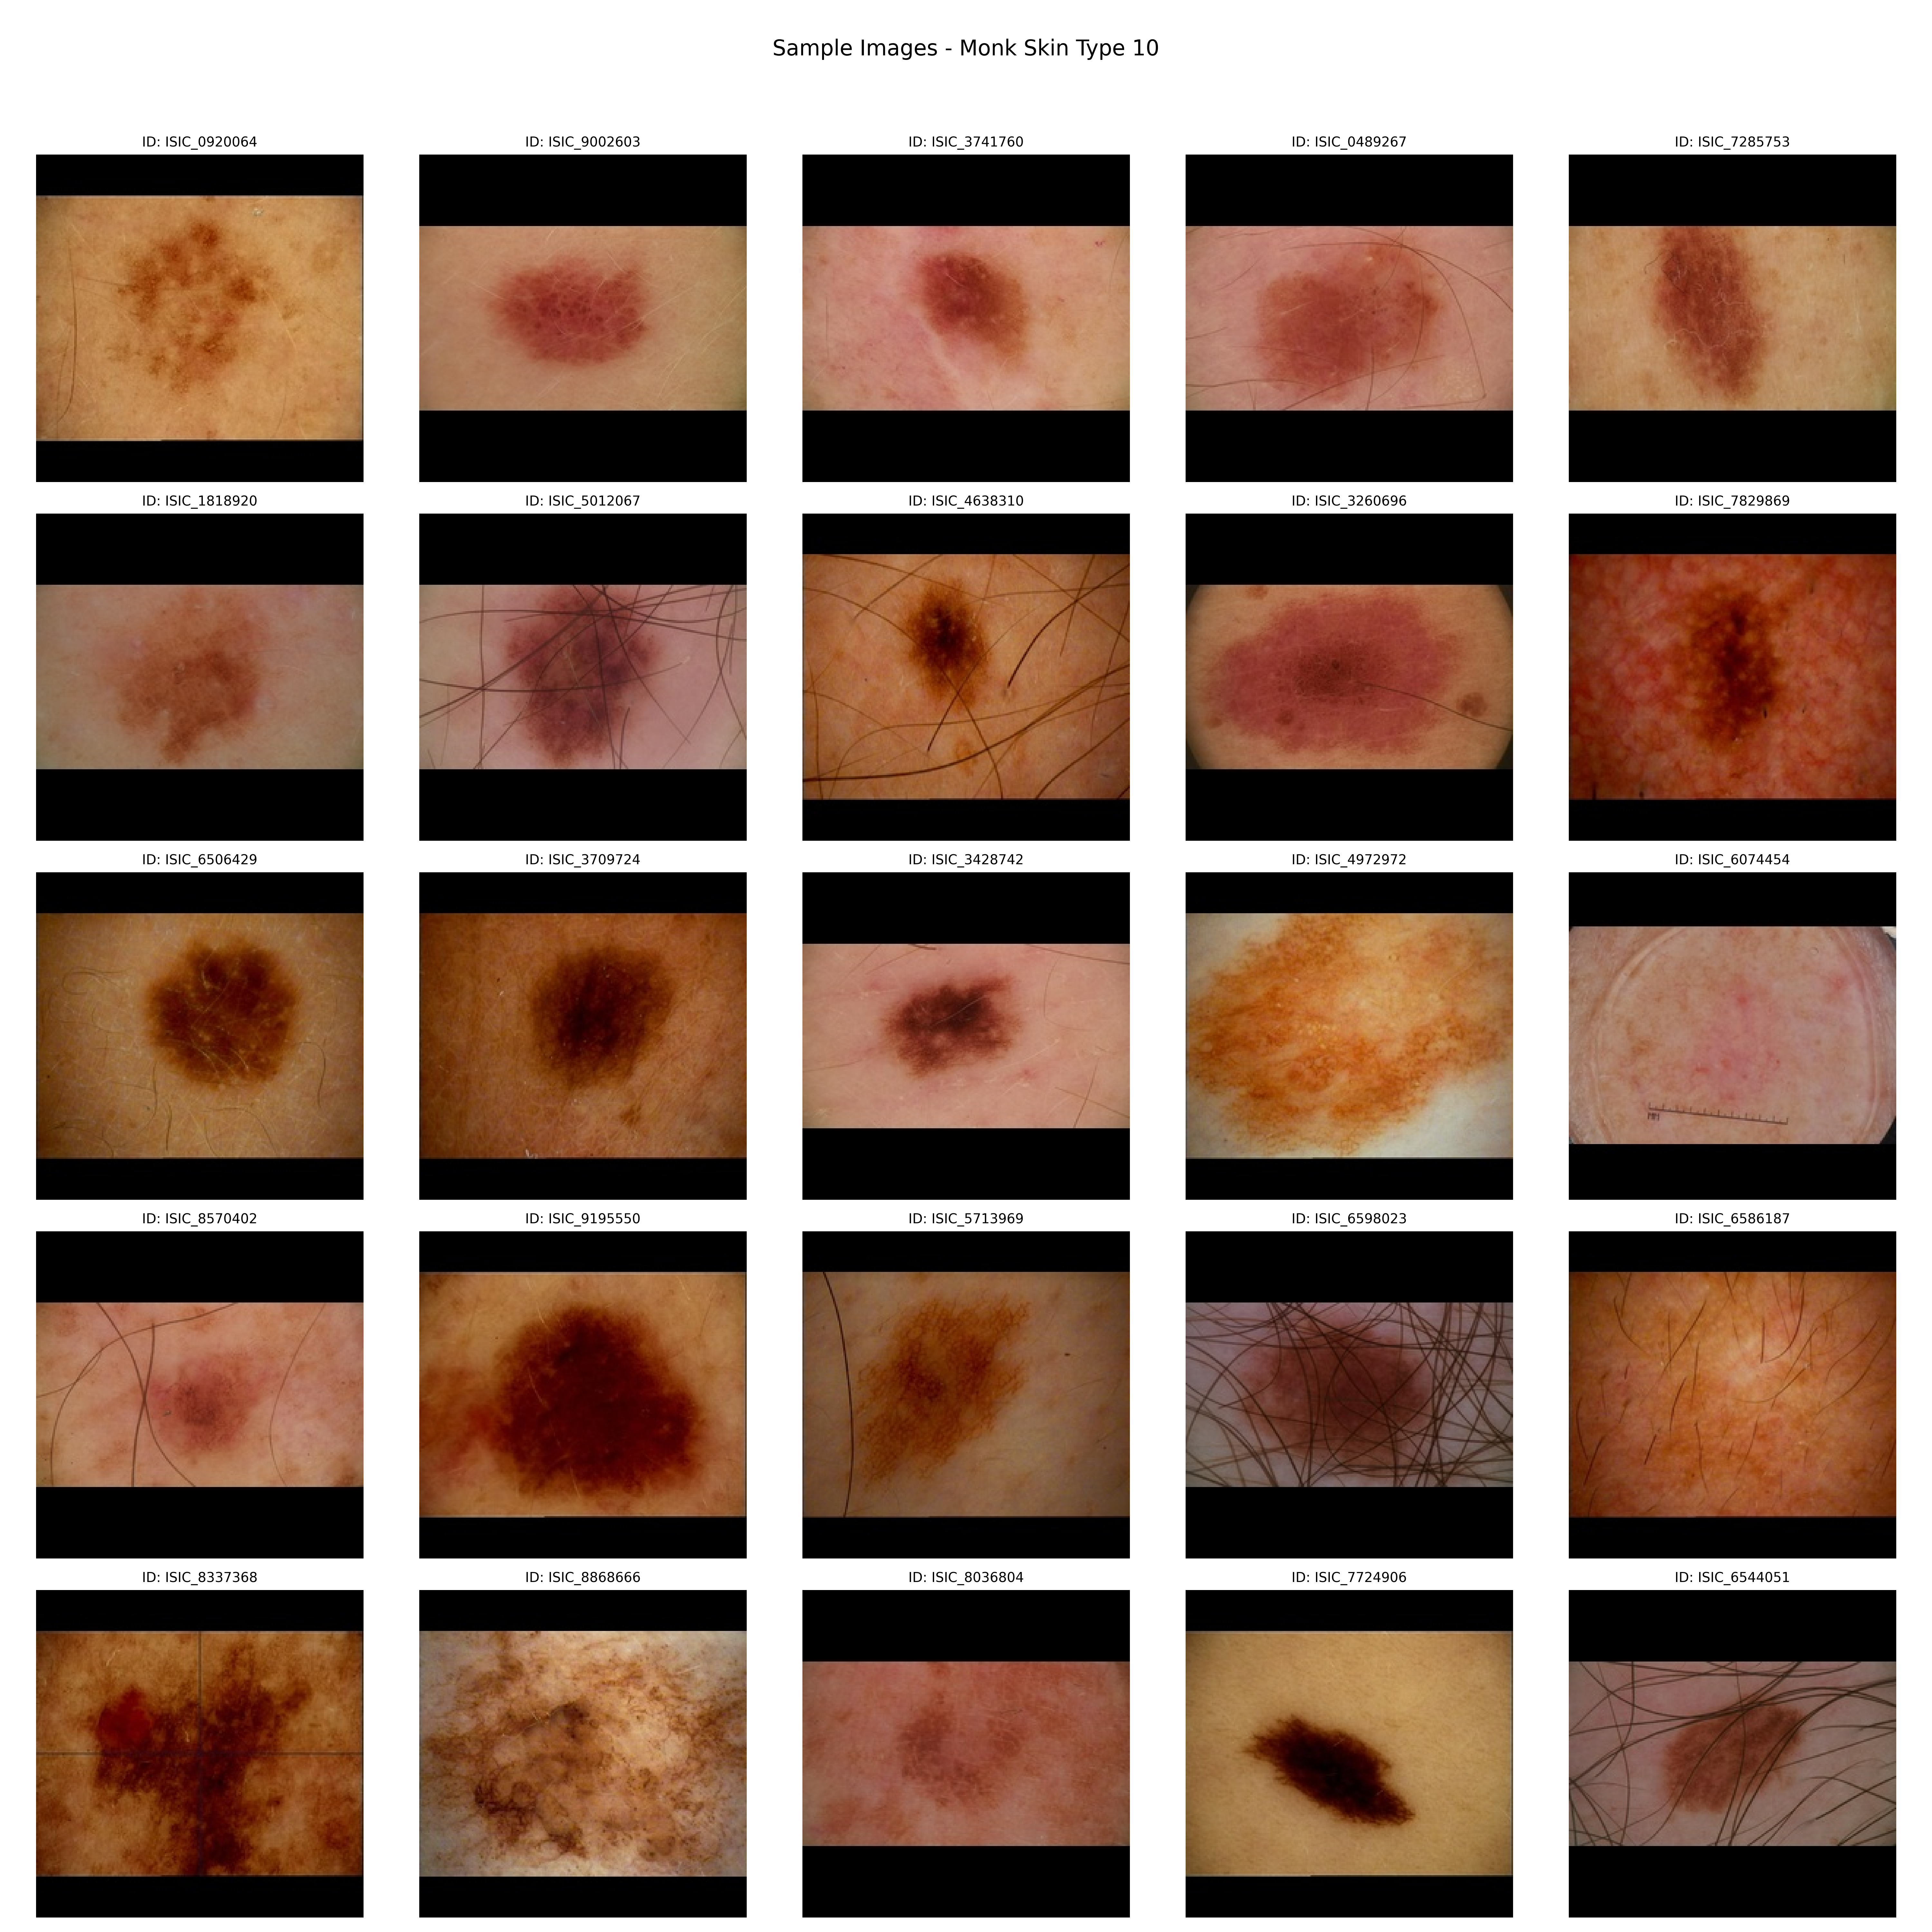 Sample Images - Monk Skin Type 10
ID: ISIC_0920064
ID: ISIC_9002603
ID: ISIC_3741760
ID: ISIC_0489267
ID: ISIC_7285753
ID: ISIC_1818920
ID: ISIC_5012067
ID: ISIC_4638310
ID: ISIC_3260696
ID: ISIC_7829869
ID: ISIC_6506429
ID: ISIC_3709724
ID: ISIC_3428742
ID: ISIC_4972972
ID: ISIC_6074454
MM
ID: ISIC_8570402
ID: ISIC_9195550
ID: ISIC_5713969
ID: ISIC_6598023
ID: ISIC_6586187
ID: ISIC_8337368
ID: ISIC_8868666
ID: ISIC_8036804
ID: ISIC_7724906
ID: ISIC_6544051